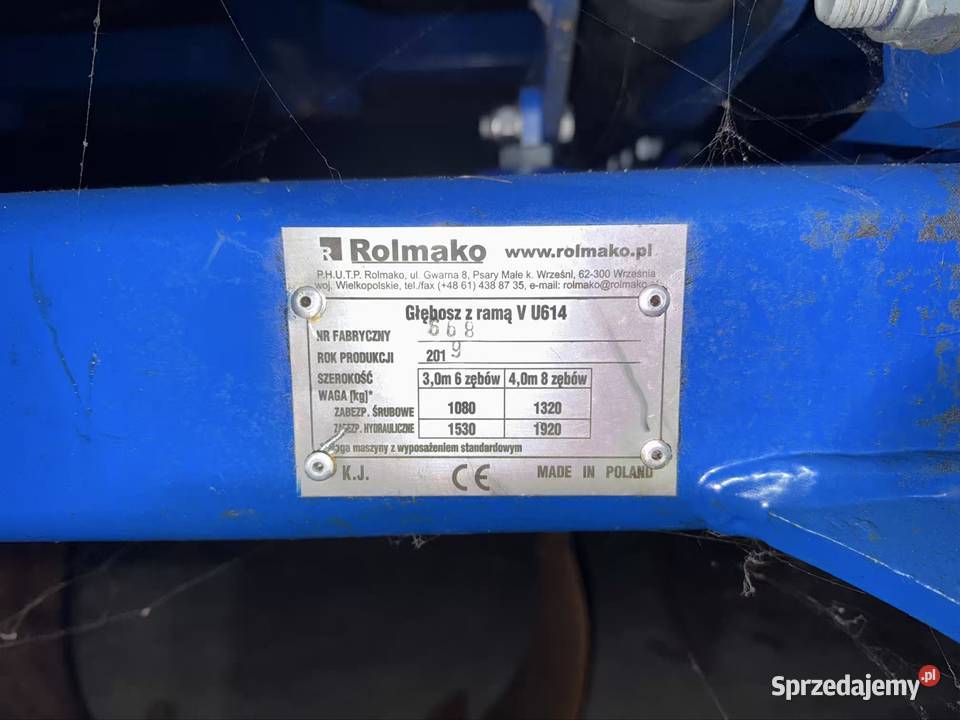 R Rolmako www.rolmako.pl
P.H.U.T.P. Rolmako, ul. Gwarna 8, Psary Małe k. Wrześni, 62-300 Września
woj. Wielkopolskie, tel./fax (+48 61) 438 87 35, e-mail: rolmako@rolmako
Głębosz z ramą V U614
NR FABRYCZNY 668
ROK PRODUKCJI 2019
SZEROKOŚĆ 3,0m 6 zębów 4,0m 8 zębów
WAGA [kg]*
ZABEZP. ŚRUBOWE 1080 1320
ZABEZP. HYDRAULICZNE 1530 1920
maszyny z wyposażeniem standardowym
K.J. CE MADE IN POLAND
Sprzedajemy.pl